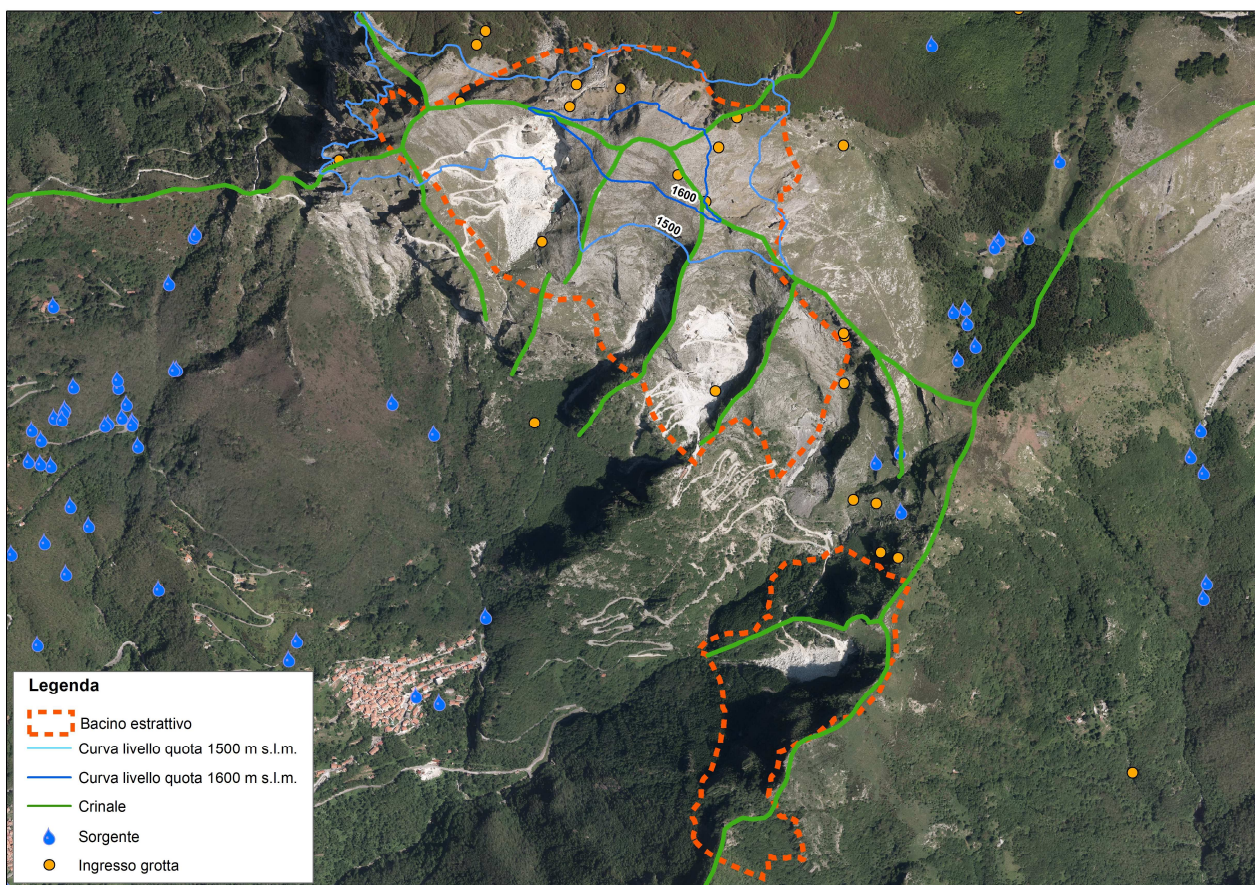 1600
1500
Legenda
Bacino estrattivo
Curva livello quota 1500 m s.l.m.
Curva livello quota 1600 m s.l.m.
Crinale
Sorgente
Ingresso grotta